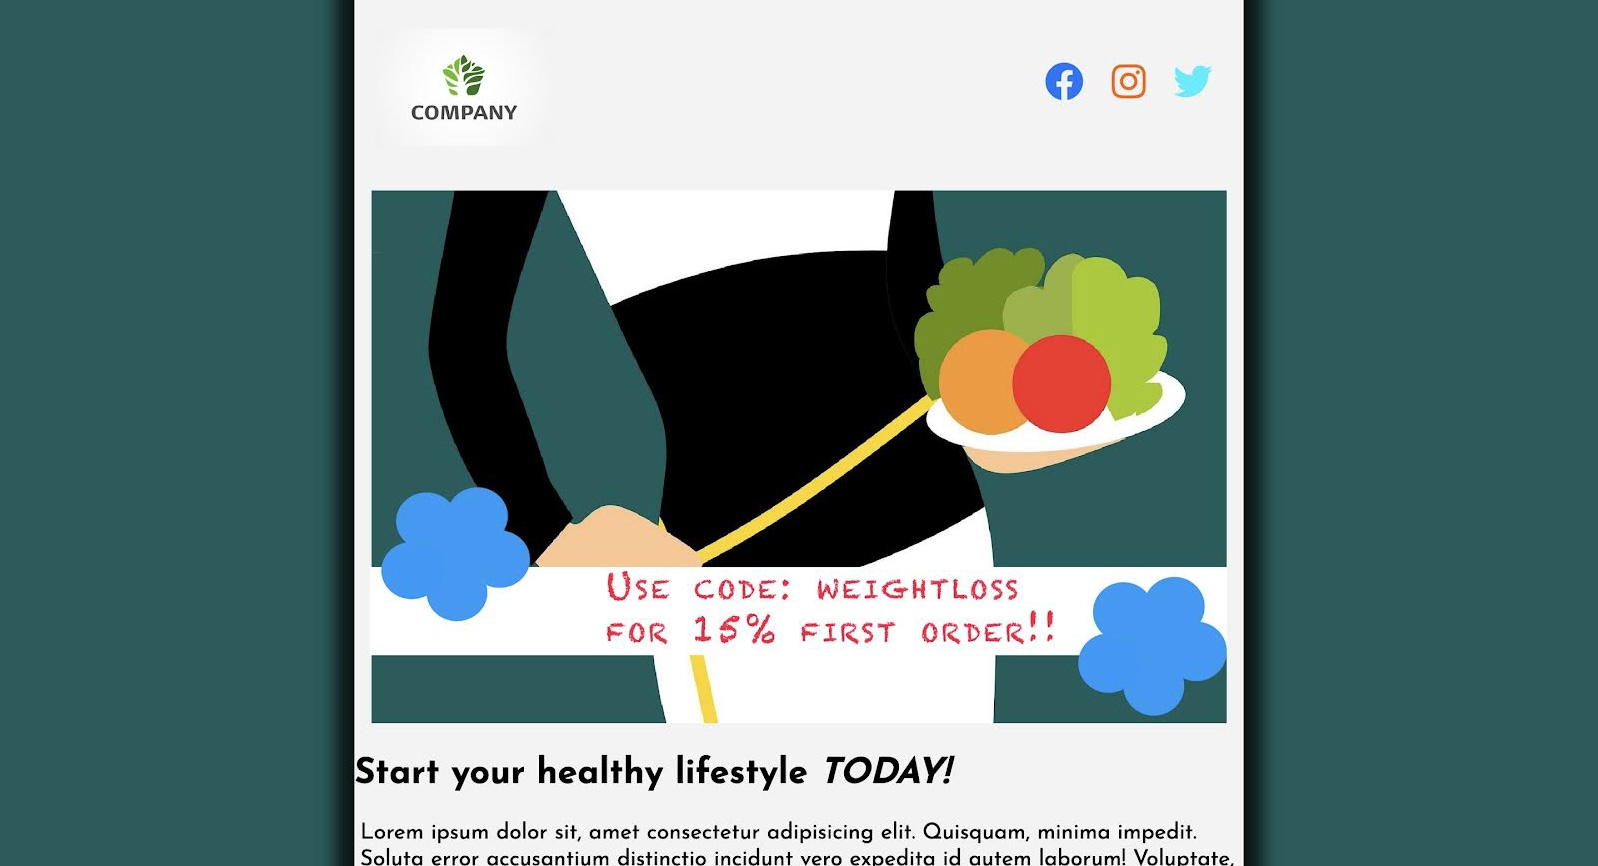 COMPANY
Use code: weightloss
for 15% first order!!
Start your healthy lifestyle TODAY!
Lorem ipsum dolor sit, amet consectetur adipisicing elit. Quisquam, minima impedit.
Soluta error accusantium distinctio incidunt vero expedita id autem laborum! Voluptate,